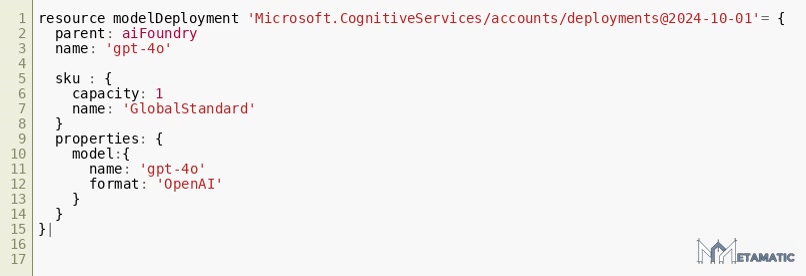 1 resource modelDeployment 'Microsoft.CognitiveServices/accounts/deployments@2024-10-01'= {
2   parent: aiFoundry
3   name: 'gpt-4o'
4
5   sku : {
6     capacity: 1
7     name: 'GlobalStandard'
8   }
9   properties: {
10     model:{
11       name: 'gpt-4o'
12       format: 'OpenAI'
13     }
14   }
15 }
16
17
METAMATIC